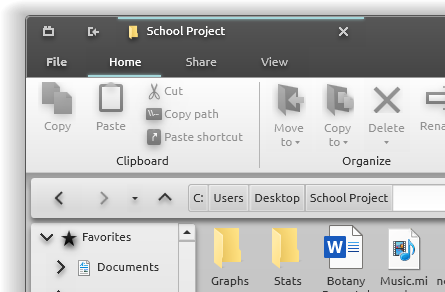 School Project
File Home Share View
Cut
Copy path
Paste shortcut
Copy Paste
Move to
Copy to
Delete
Clipboard Organize
C: Users Desktop School Project
Favorites
Documents
Graphs Stats Botany Music.mi